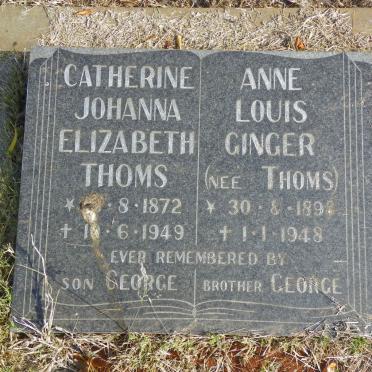 CATHERINE
JOHANNA
ELIZABETH
THOMS
* 8 · 1872
† 6 · 1949
ANNE
LOUIS
GINGER
(NEE THOMS)
* 30 · 8 ·
† 1 · 1 · 1948
EVER REMEMBERED BY
SON GEORGE BROTHER GEORGE